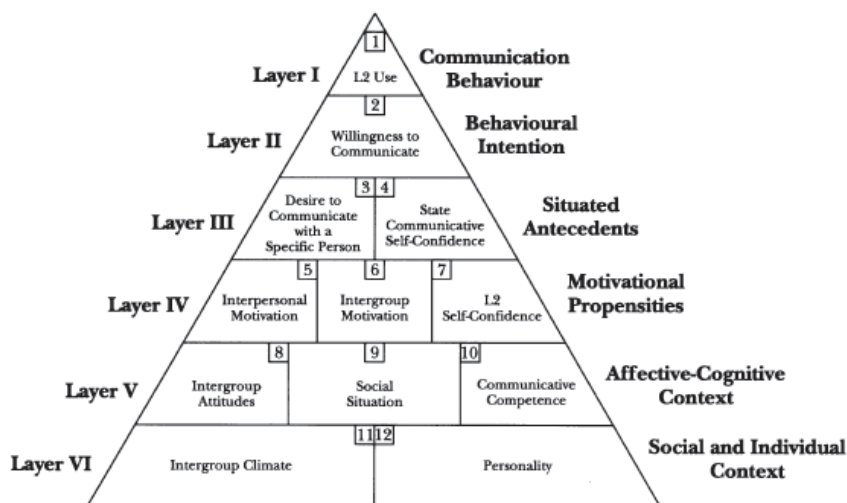 1
Layer I
L2 Use
Communication
Behaviour
2
Layer II
Willingness to
Communicate
Behavioural
Intention
3 4
Layer III
Desire to
Communicate
with a
Specific Person
State
Communicative
Self-Confidence
Situated
Antecedents
5 6 7
Layer IV
Interpersonal
Motivation
Intergroup
Motivation
L2
Self-Confidence
Motivational
Propensities
8 9 10
Layer V
Intergroup
Attitudes
Social
Situation
Communicative
Competence
Affective-Cognitive
Context
11 12
Layer VI
Intergroup Climate
Personality
Social and Individual
Context